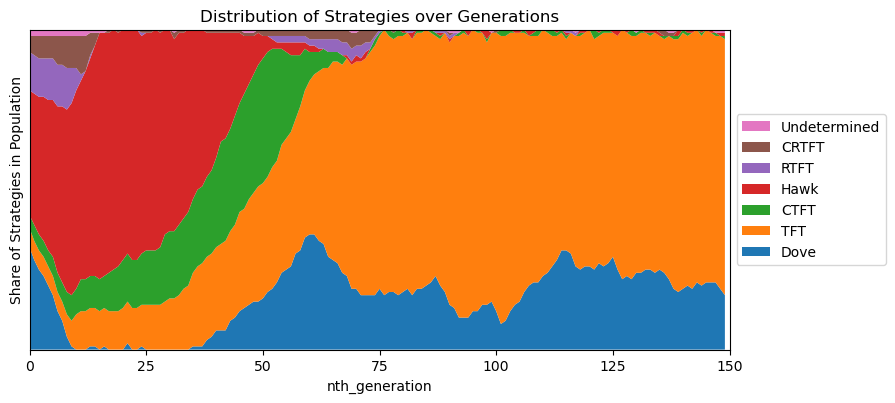 Distribution of Strategies over Generations
Share of Strategies in Population
Undetermined
CRTFT
RTFT
Hawk
CTFT
TFT
Dove
0 25 50 75 100 125 150
nth_generation